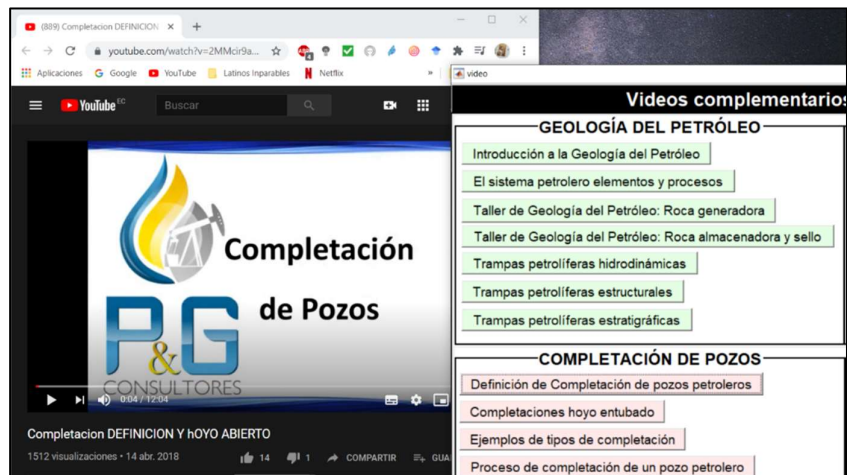 (889) Completacion DEFINICION
youtube.com/watch?v=2MMcir9a...
Aplicaciones
Google
YouTube
Latinos Inparables
Netflix
»
YouTube EC
Buscar
Completación
de Pozos
P&G
CONSULTORES
0:04 / 12:04
Completacion DEFINICION Y hOYO ABIERTO
1512 visualizaciones • 14 abr. 2018
14
1
COMPARTIR
GUA
video
Videos complementarios
GEOLOGÍA DEL PETRÓLEO
Introducción a la Geología del Petróleo
El sistema petrolero elementos y procesos
Taller de Geología del Petróleo: Roca generadora
Taller de Geología del Petróleo: Roca almacenadora y sello
Trampas petrolíferas hidrodinámicas
Trampas petrolíferas estructurales
Trampas petrolíferas estratigráficas
COMPLETACIÓN DE POZOS
Definición de Completación de pozos petroleros
Completaciones hoyo entubado
Ejemplos de tipos de completación
Proceso de completación de un pozo petrolero